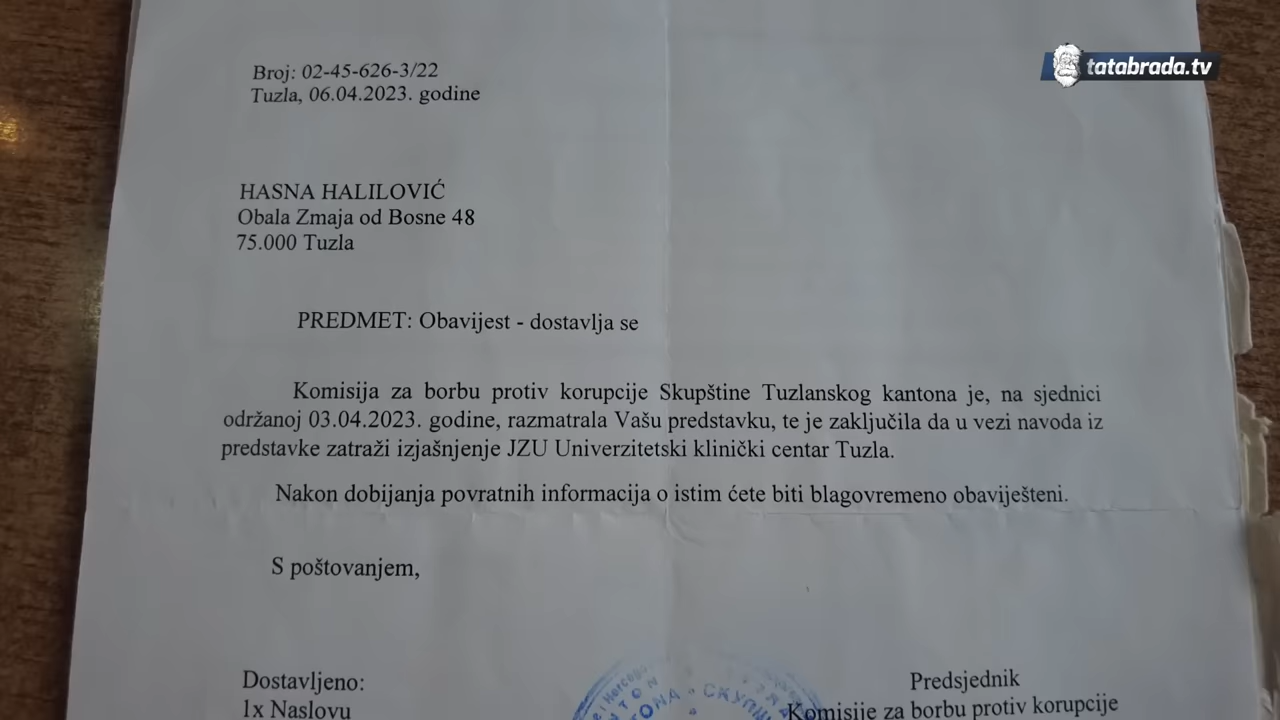 tatabrada.tv
Broj: 02-45-626-3/22
Tuzla, 06.04.2023. godine
HASNA HALILOVIĆ
Obala Zmaja od Bosne 48
75.000 Tuzla
PREDMET: Obavijest - dostavlja se
Komisija za borbu protiv korupcije Skupštine Tuzlanskog kantona je, na sjednici
održanoj 03.04.2023. godine, razmatrala Vašu predstavku, te je zaključila da u vezi navoda iz
predstavke zatraži izjašnjenje JZU Univerzitetski klinički centar Tuzla.
Nakon dobijanja povratnih informacija o istim ćete biti blagovremeno obaviješteni.
S poštovanjem,
Dostavljeno:
1x Naslovu
Predsjednik
Komisije za borbu protiv korupcije